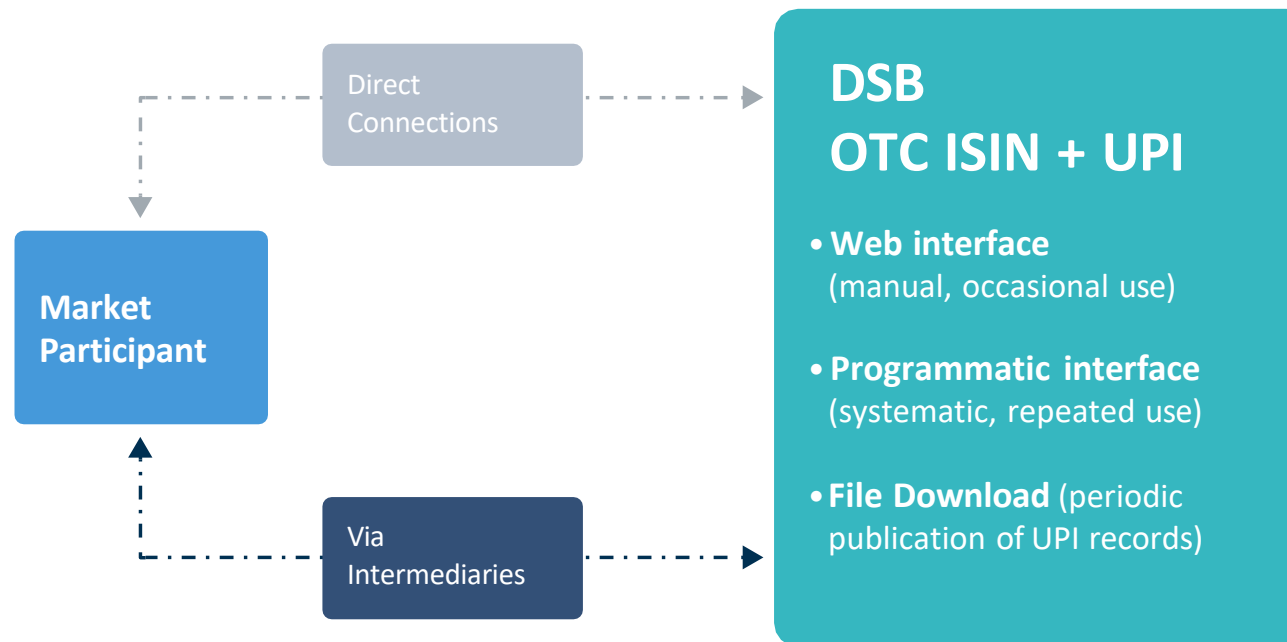 Direct
Connections
Market
Participant
Via
Intermediaries
DSB
OTC ISIN + UPI
• Web interface
(manual, occasional use)
• Programmatic interface
(systematic, repeated use)
• File Download (periodic
publication of UPI records)